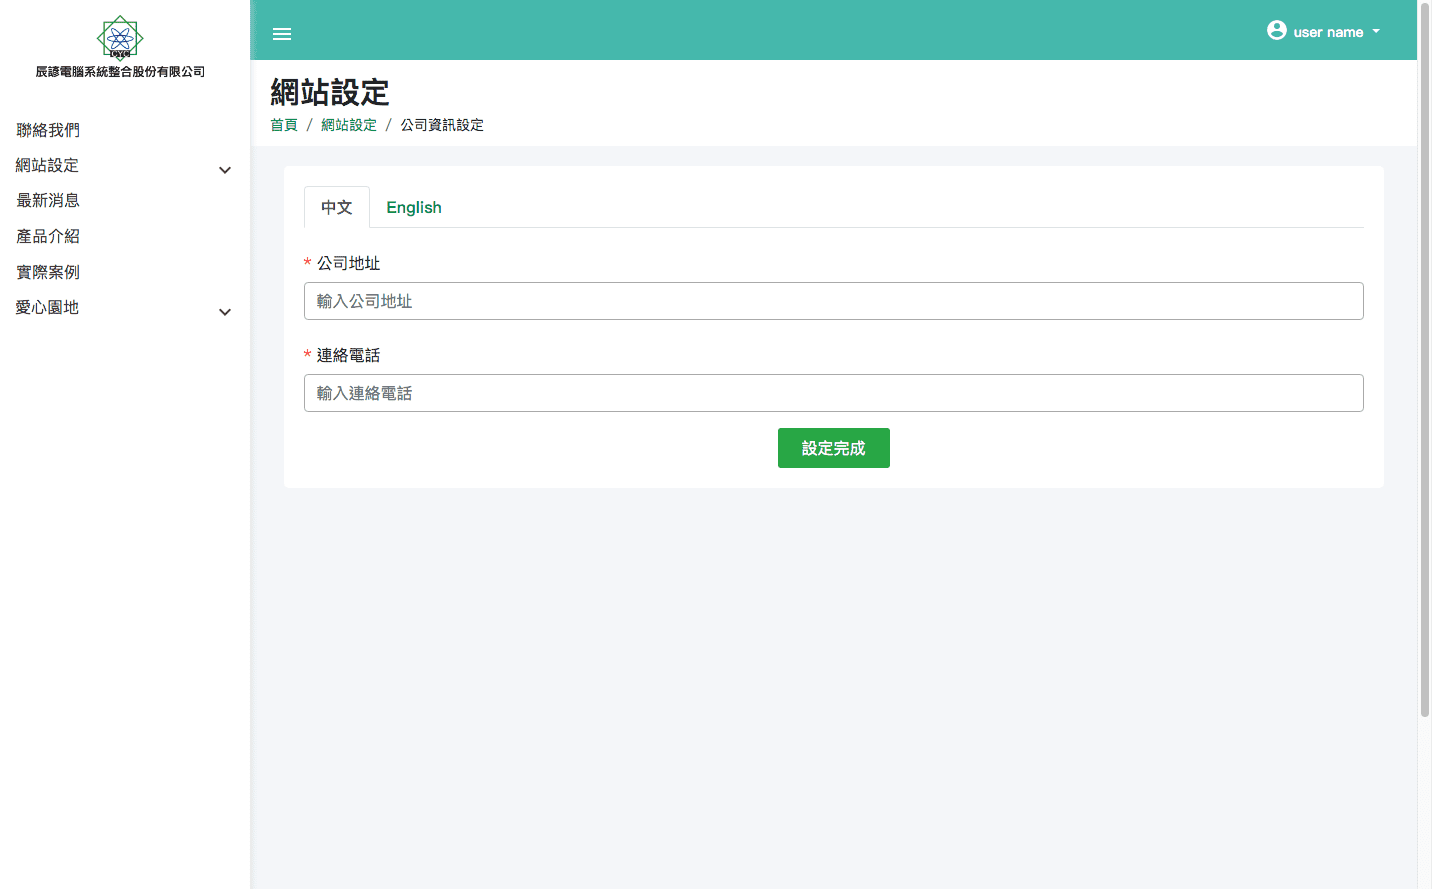 CYC
辰諺電腦系統整合股份有限公司
聯絡我們
網站設定
最新消息
產品介紹
實際案例
愛心園地
user name
網站設定
首頁 / 網站設定 / 公司資訊設定
中文 English
* 公司地址
輸入公司地址
* 連絡電話
輸入連絡電話
設定完成